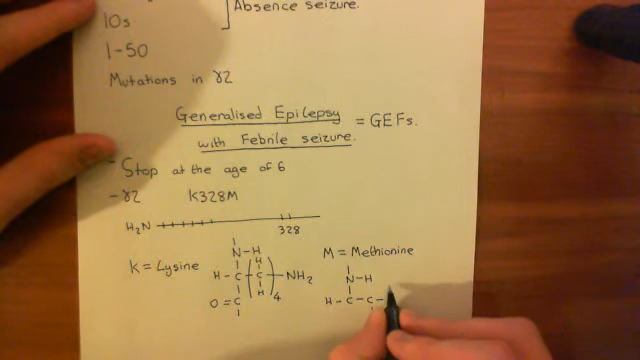 10s
Absence seizure.
1-50
Mutations in γ2
Generalised Epilepsy
with Febrile seizure. = GEFs.
- Stop at the age of 6
- γ2 K328M
H₂N 328
K = Lysine
N-H
H
H-C-(C)-NH₂
H 4
O=C
M = Methionine
N-H
H-C-C-